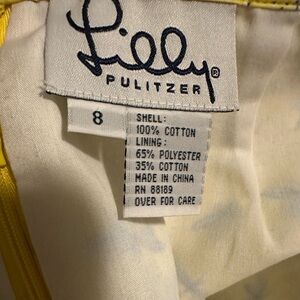 Lilly®
PULITZER
8
SHELL:
100% COTTON
LINING:
65% POLYESTER
35% COTTON
MADE IN CHINA
RN 88189
OVER FOR CARE